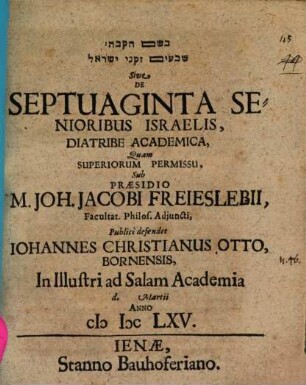 בשם הקבתי
שבעים זקני ישראל
Sive
DE
SEPTUAGINTA SE-
NIORIBUS ISRAELIS,
DIATRIBE ACADEMICA,
Quam
SUPERIORUM PERMISSU,
Sub
PRÆSIDIO
M. JOH. JACOBI FREIESLEBII,
Facultat. Philos. Adjuncti,
Publicè defendet
IOHANNES CHRISTIANUS OTTO,
BORNENSIS,
In Illustri ad Salam Academia
d. Martii
ANNO
cIɔ Iɔc LXV.
IENÆ,
Stanno Bauhoferiano.